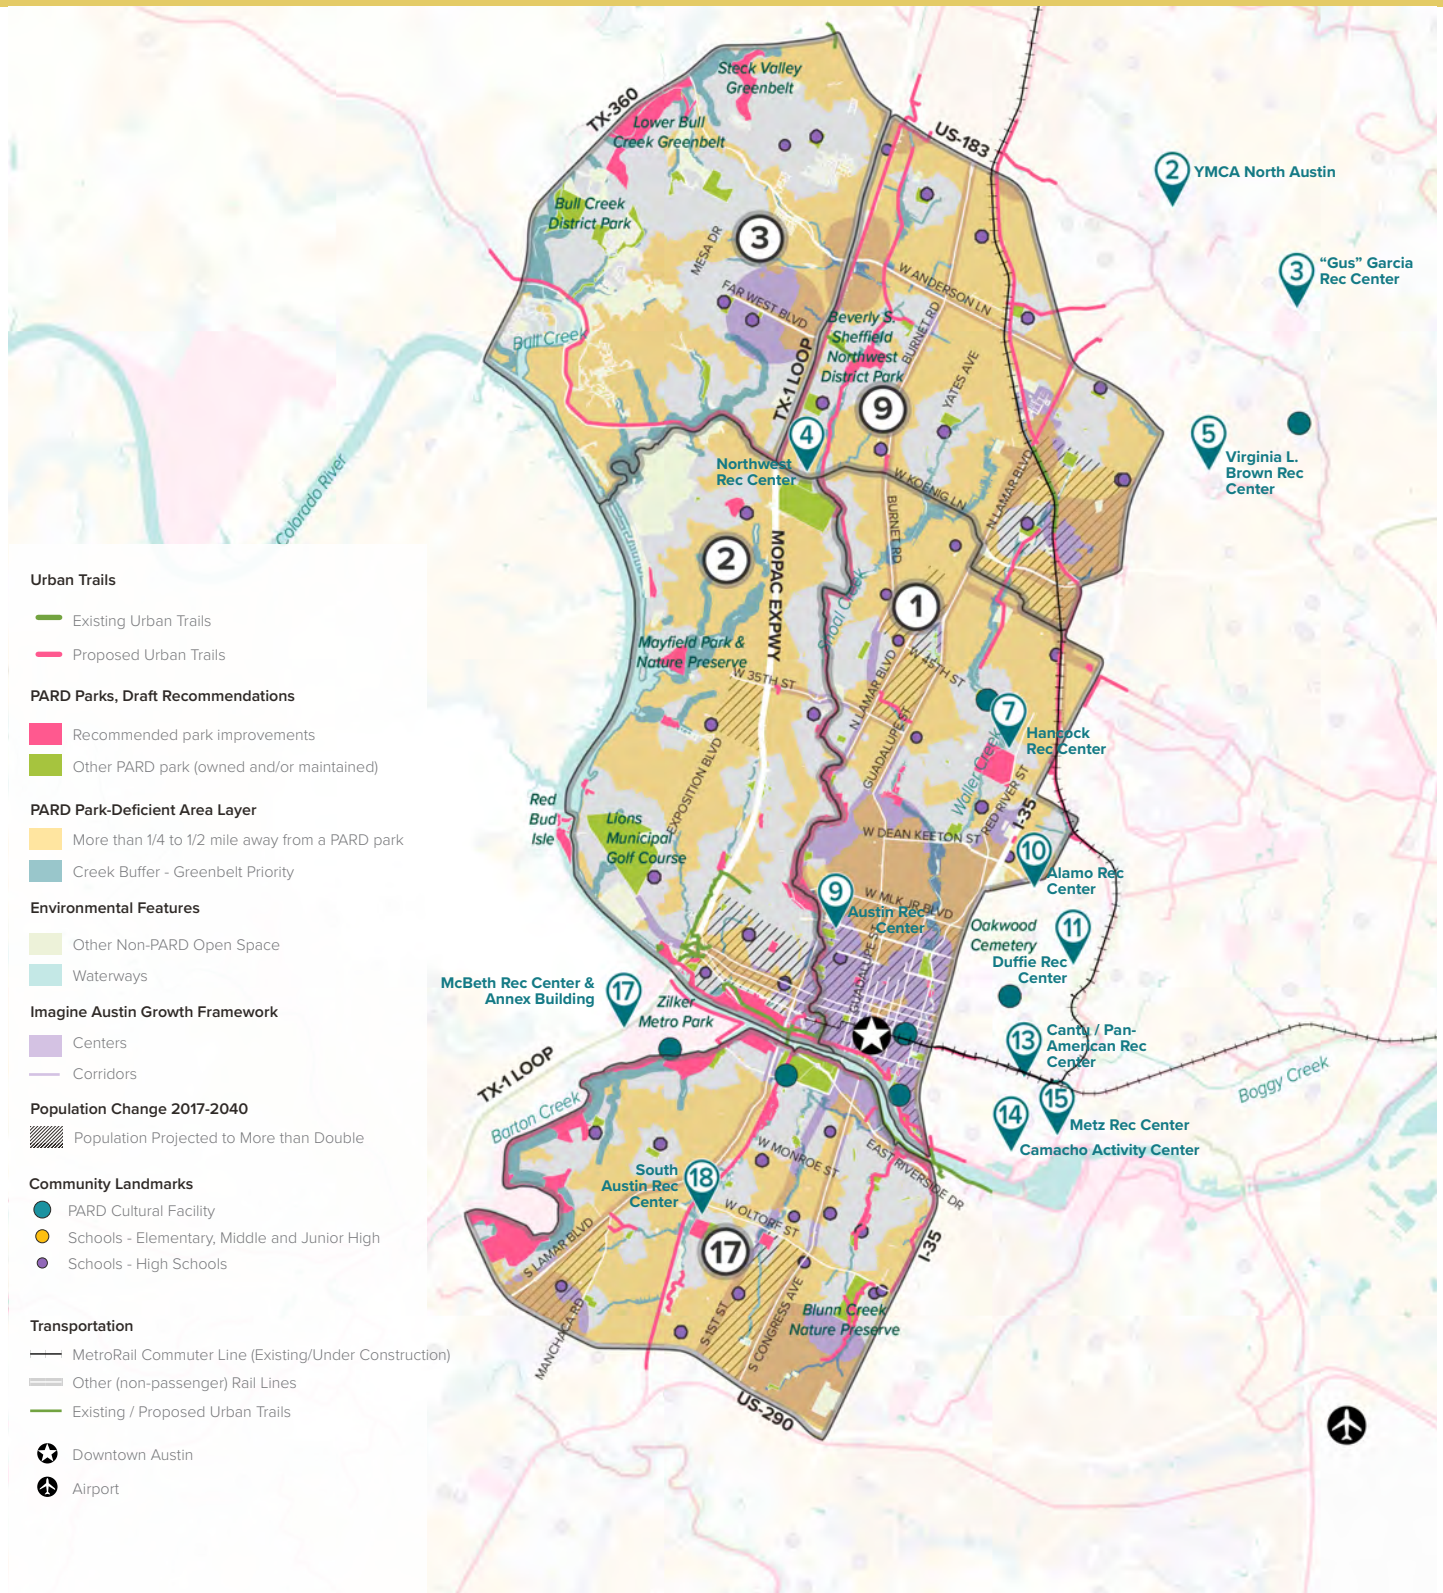 Steck Valley
Greenbelt
TX-360
Lower Bull
Creek Greenbelt
US-183
2
YMCA North Austin
Bull Creek
District Park
3
MESA DR
3
"Gus" Garcia
Rec Center
W ANDERSON LN
FAR WEST BLVD
Beverly S.
Sheffield
Northwest
District Park
BURNET RD
Bull Creek
TX-1 LOOP
YATES AVE
9
4
5
Northwest
Rec Center
Virginia L.
Brown Rec
Center
Colorado River
W KOENIG LN
N LAMAR BLVD
BURNET RD
MOPAC EXPWY
2
1
Shoal Creek
Mayfield Park &
Nature Preserve
W 35TH ST
W 45TH ST
N LAMAR BLVD
GUADALUPE ST
7
Hancock
Rec Center
Waller Creek
EXPOSITION BLVD
RED RIVER ST
I-35
Red
Bud
Isle
Lions
Municipal
Golf Course
W DEAN KEETON ST
10
Alamo Rec
Center
9
W MLK JR BLVD
Austin Rec
Center
Oakwood
Cemetery
11
Duffie Rec
Center
GUADALUPE ST
McBeth Rec Center &
Annex Building
17
Zilker
Metro Park
13
Cantu / Pan-
American Rec
Center
TX-1 LOOP
Barton Creek
Boggy Creek
14
15
Metz Rec Center
Camacho Activity Center
W MONROE ST
EAST RIVERSIDE DR
South
Austin Rec
Center
18
W OLTORF ST
S LAMAR BLVD
17
I-35
MANCHACA RD
S 1ST ST
S CONGRESS AVE
Blunn Creek
Nature Preserve
US-290
Urban Trails
Existing Urban Trails
Proposed Urban Trails
PARD Parks, Draft Recommendations
Recommended park improvements
Other PARD park (owned and/or maintained)
PARD Park-Deficient Area Layer
More than 1/4 to 1/2 mile away from a PARD park
Creek Buffer - Greenbelt Priority
Environmental Features
Other Non-PARD Open Space
Waterways
Imagine Austin Growth Framework
Centers
Corridors
Population Change 2017-2040
Population Projected to More than Double
Community Landmarks
PARD Cultural Facility
Schools - Elementary, Middle and Junior High
Schools - High Schools
Transportation
MetroRail Commuter Line (Existing/Under Construction)
Other (non-passenger) Rail Lines
Existing / Proposed Urban Trails
Downtown Austin
Airport